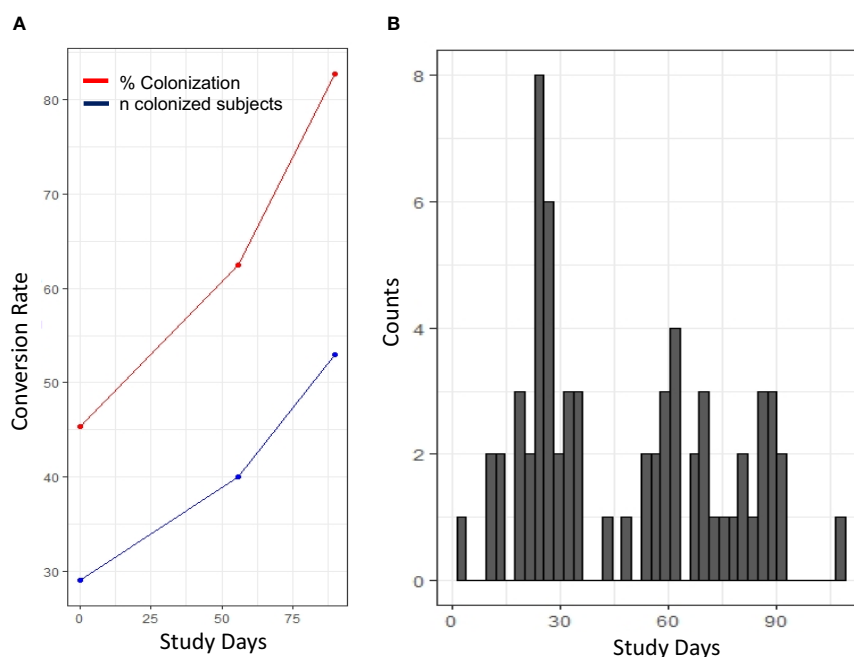 A
% Colonization
n colonized subjects
80
70
60
50
40
30
Conversion Rate
0 25 50 75
Study Days
B
8
6
4
2
0
Counts
0 30 60 90
Study Days